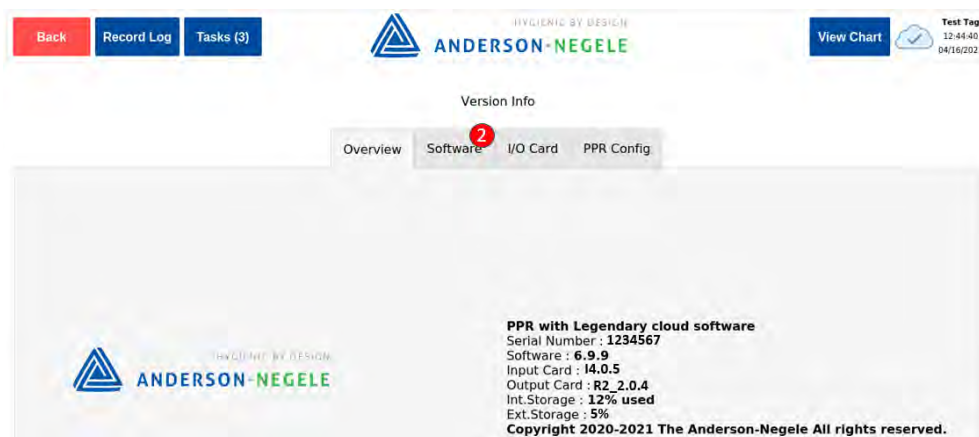 Back
Record Log
Tasks (3)
HYGIENIC BY DESIGN
ANDERSON-NEGELE
View Chart
Test Tag
12:44:40
04/16/202
Version Info
2
Overview Software I/O Card PPR Config
HYGIENIC BY DESIGN
ANDERSON-NEGELE
PPR with Legendary cloud software
Serial Number : 1234567
Software : 6.9.9
Input Card : I4.0.5
Output Card : R2_2.0.4
Int.Storage : 12% used
Ext.Storage : 5%
Copyright 2020-2021 The Anderson-Negele All rights reserved.